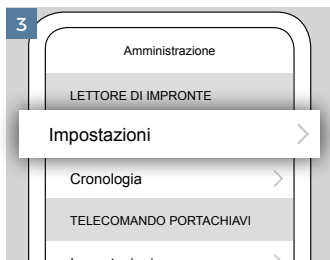 3
Amministrazione
LETTORE DI IMPRONTE
Impostazioni
Cronologia
TELECOMANDO PORTACHIAVI